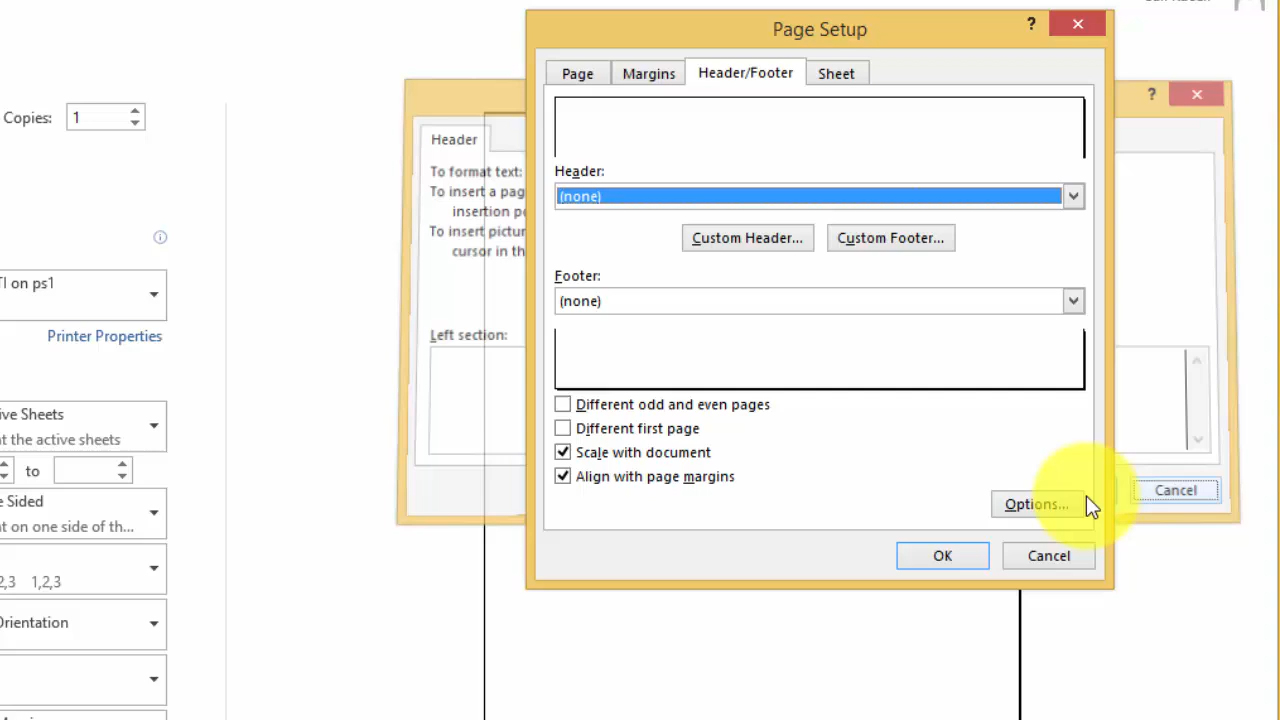 Page Setup
?
Page
Margins
Header/Footer
Sheet
Header:
(none)
Custom Header...
Custom Footer...
Footer:
(none)
Different odd and even pages
Different first page
Scale with document
Align with page margins
Options...
OK
Cancel
?
Header
To format text:
To insert a pag
insertion po
To insert pictur
cursor in th
Left section:
Cancel
Copies: 1
TI on ps1
Printer Properties
ive Sheets
nt the active sheets
to
e Sided
nt on one side of th...
2,3 1,2,3
Orientation